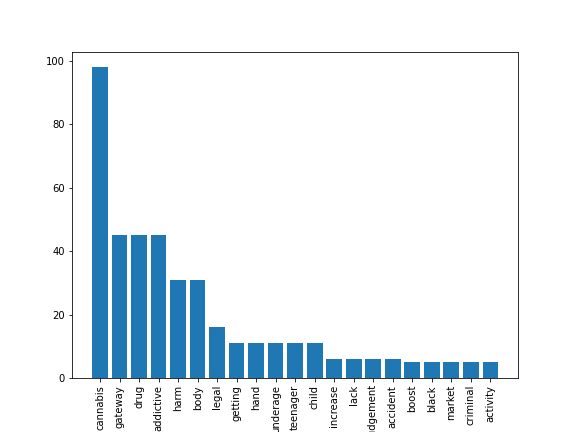 100
80
60
40
20
0
cannabis
gateway
drug
addictive
harm
body
legal
getting
hand
underage
teenager
child
increase
lack
dgement
accident
boost
black
market
criminal
activity